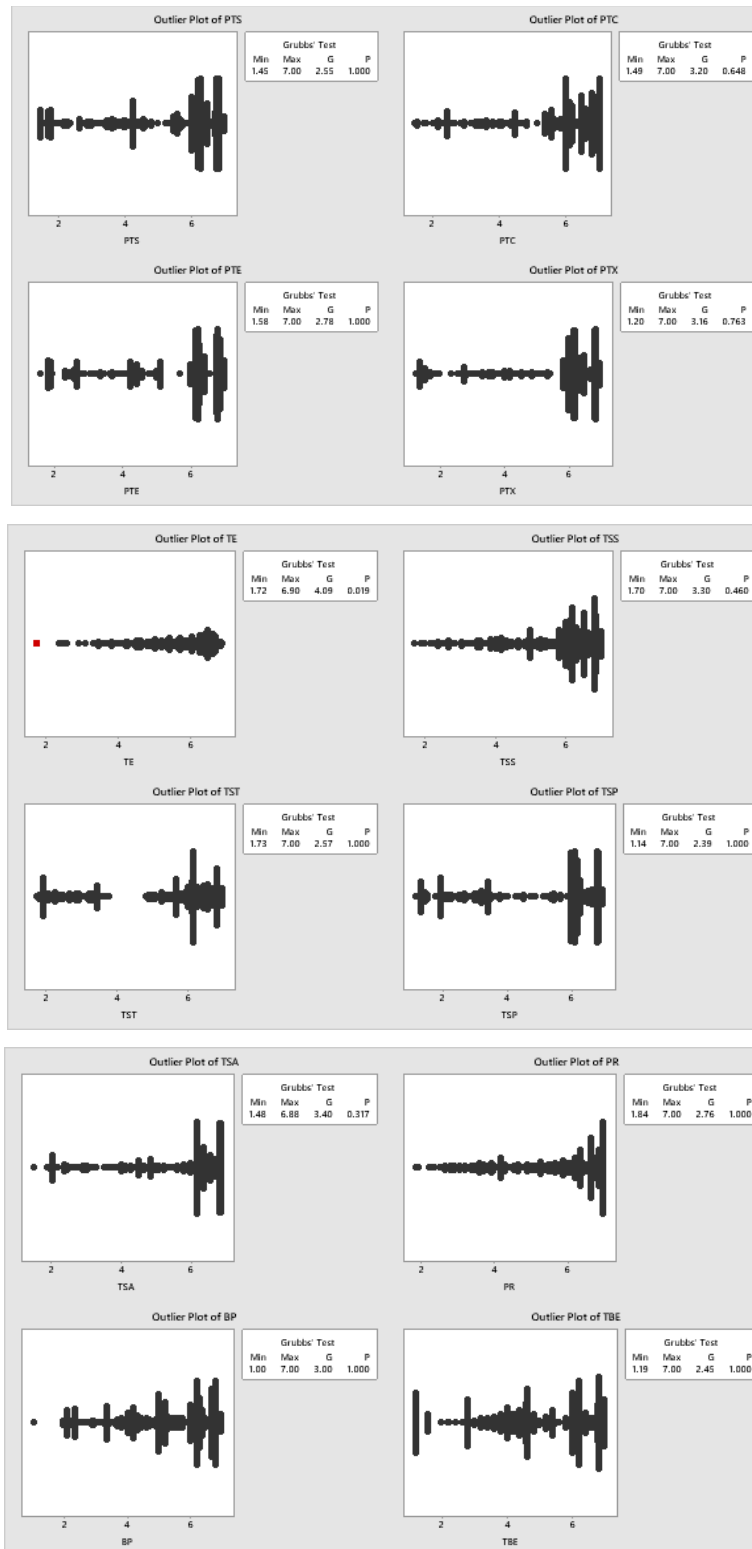 Outlier Plot of PTS
Grubbs' Test
Min Max G P
1.45 7.00 2.55 1.000
2 4 6
PTS
Outlier Plot of PTC
Grubbs' Test
Min Max G P
1.49 7.00 3.20 0.648
2 4 6
PTC
Outlier Plot of PTE
Grubbs' Test
Min Max G P
1.58 7.00 2.78 1.000
2 4 6
PTE
Outlier Plot of PTX
Grubbs' Test
Min Max G P
1.20 7.00 3.16 0.763
2 4 6
PTX
Outlier Plot of TE
Grubbs' Test
Min Max G P
1.72 6.90 4.09 0.019
2 4 6
TE
Outlier Plot of TSS
Grubbs' Test
Min Max G P
1.70 7.00 3.30 0.460
2 4 6
TSS
Outlier Plot of TST
Grubbs' Test
Min Max G P
1.73 7.00 2.57 1.000
2 4 6
TST
Outlier Plot of TSP
Grubbs' Test
Min Max G P
1.14 7.00 2.39 1.000
2 4 6
TSP
Outlier Plot of TSA
Grubbs' Test
Min Max G P
1.48 6.88 3.40 0.317
2 4 6
TSA
Outlier Plot of PR
Grubbs' Test
Min Max G P
1.84 7.00 2.76 1.000
2 4 6
PR
Outlier Plot of BP
Grubbs' Test
Min Max G P
1.00 7.00 3.00 1.000
2 4 6
BP
Outlier Plot of TBE
Grubbs' Test
Min Max G P
1.19 7.00 2.45 1.000
2 4 6
TBE